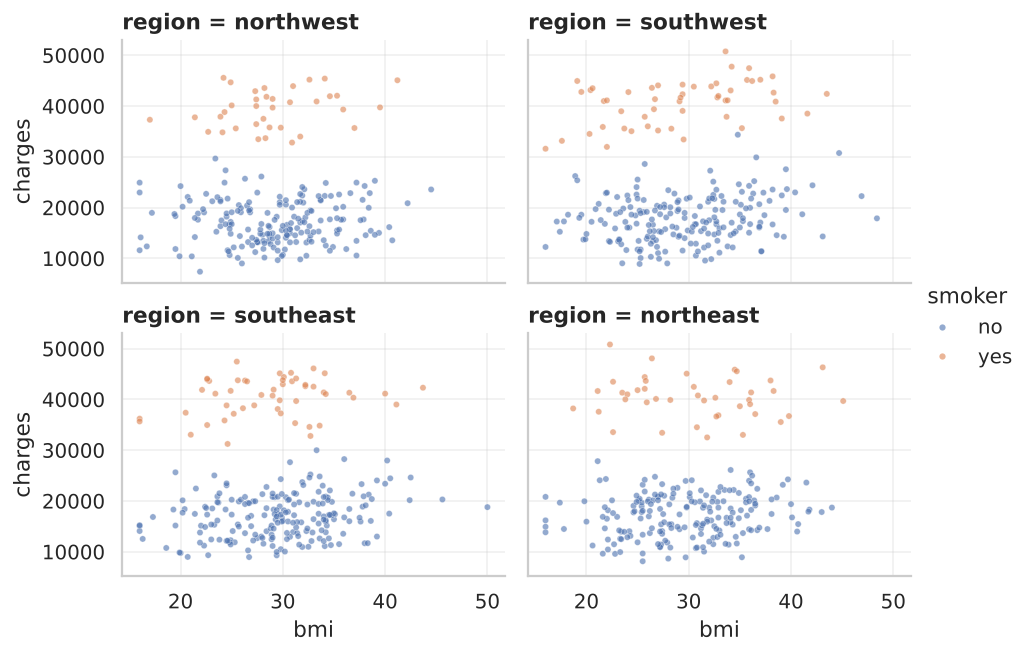 region = northwest
region = southwest
50000
40000
30000
20000
10000
charges
region = southeast
region = northeast
50000
40000
30000
20000
10000
charges
20
30
40
50
20
30
40
50
bmi
bmi
smoker
no
yes